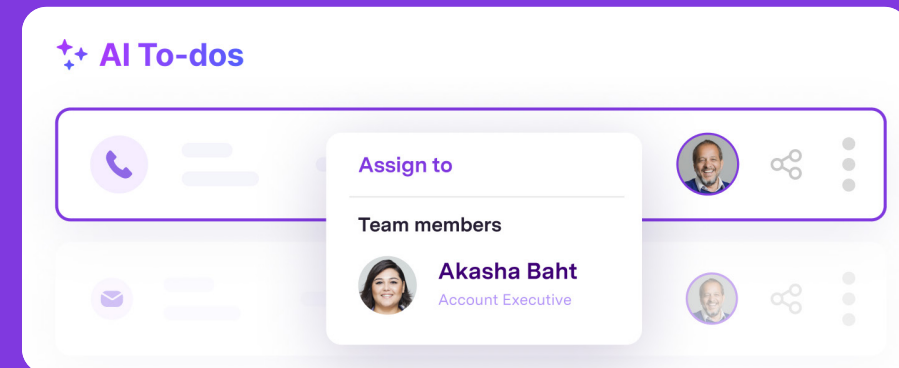 AI To-dos
Assign to
Team members
Akasha Baht
Account Executive